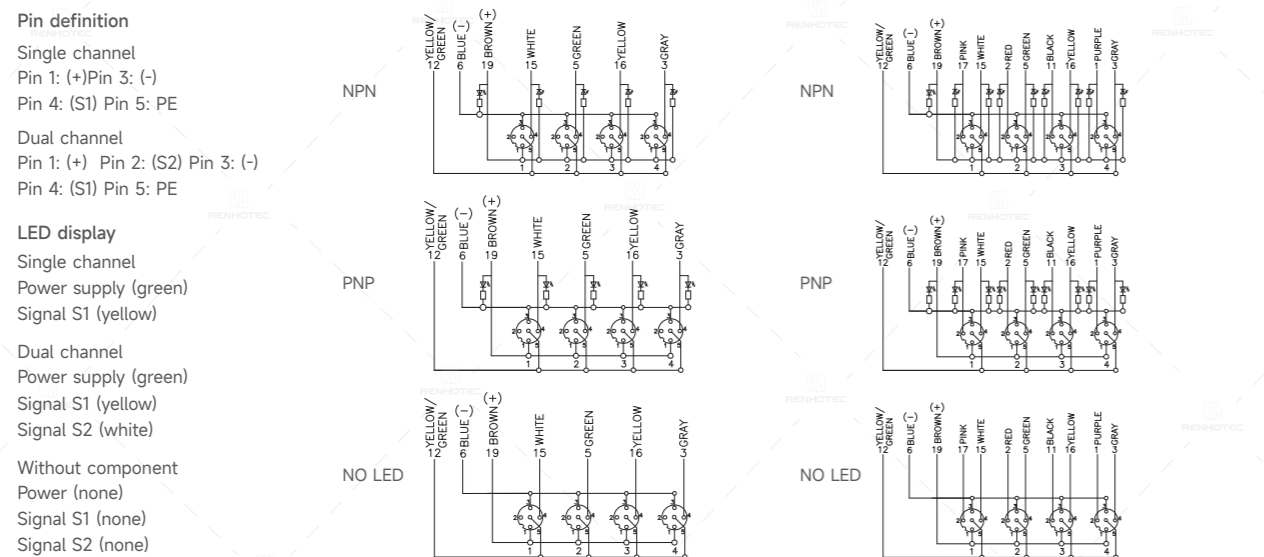 Pin definition
Single channel
Pin 1: (+)Pin 3: (-)
Pin 4: (S1) Pin 5: PE
Dual channel
Pin 1: (+) Pin 2: (S2) Pin 3: (-)
Pin 4: (S1) Pin 5: PE
LED display
Single channel
Power supply (green)
Signal S1 (yellow)
Dual channel
Power supply (green)
Signal S1 (yellow)
Signal S2 (white)
Without component
Power (none)
Signal S1 (none)
Signal S2 (none)
NPN
YELLOW/GREEN BLUE(-) BROWN(+) WHITE GREEN YELLOW GRAY
12 6 19 15 5 16 3
1 2 3 4
PNP
YELLOW/GREEN BLUE(-) BROWN(+) WHITE GREEN YELLOW GRAY
12 6 19 15 5 16 3
1 2 3 4
NO LED
YELLOW/GREEN BLUE(-) BROWN(+) WHITE GREEN YELLOW GRAY
12 6 19 15 5 16 3
1 2 3 4
NPN
YELLOW/GREEN BLUE(-) BROWN(+) PINK WHITE RED GREEN BLACK YELLOW PURPLE GRAY
12 6 19 17 15 2 5 11 16 1 3
1 2 3 4
PNP
YELLOW/GREEN BLUE(-) BROWN(+) PINK WHITE RED GREEN BLACK YELLOW PURPLE GRAY
12 6 19 17 15 2 5 11 16 1 3
1 2 3 4
NO LED
YELLOW/GREEN BLUE(-) BROWN(+) PINK WHITE RED GREEN BLACK YELLOW PURPLE GRAY
12 6 19 17 15 2 5 11 16 1 3
1 2 3 4
RENHOTEC